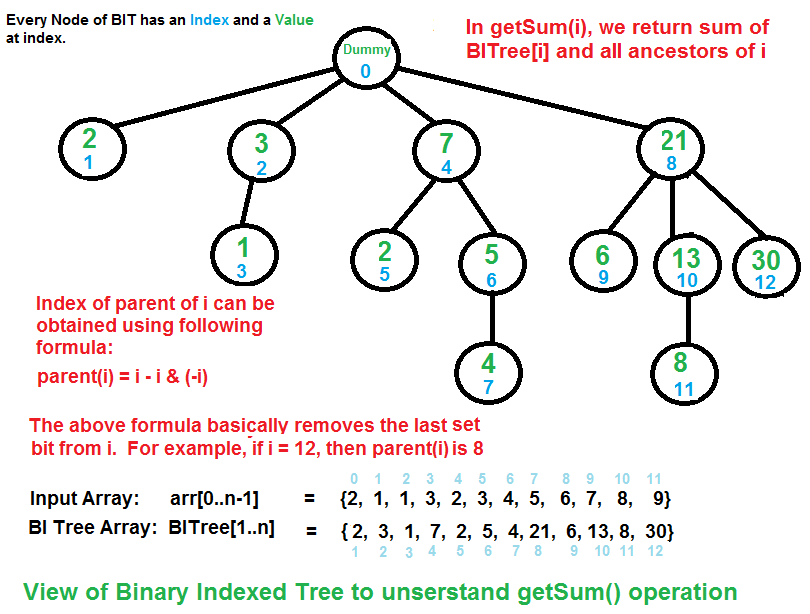 Every Node of BIT has an Index and a Value
at index.
In getSum(i), we return sum of
BITree[i] and all ancestors of i
Dummy
0
2
1
3
2
7
4
21
8
1
3
2
5
5
6
6
9
13
10
30
12
4
7
8
11
Index of parent of i can be
obtained using following
formula:
parent(i) = i - i & (-i)
The above formula basically removes the last set
bit from i. For example, if i = 12, then parent(i) is 8
0 1 2 3 4 5 6 7 8 9 10 11
Input Array: arr[0..n-1] = {2, 1, 1, 3, 2, 3, 4, 5, 6, 7, 8, 9}
BI Tree Array: BITree[1..n] = { 2, 3, 1, 7, 2, 5, 4, 21, 6, 13, 8, 30}
1 2 3 4 5 6 7 8 9 10 11 12
View of Binary Indexed Tree to unserstand getSum() operation